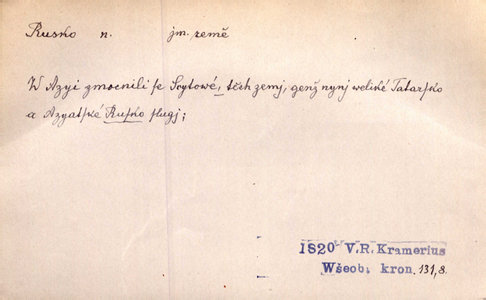 Rusko n. jm. země
W Azyi zmocnili se Scytowé, těch zemj, genž nynj weliké Tatarsko
a Azyatské Rusko slugj;
1820 V.R. Kramerius
Wšeob. kron. 131, 8.